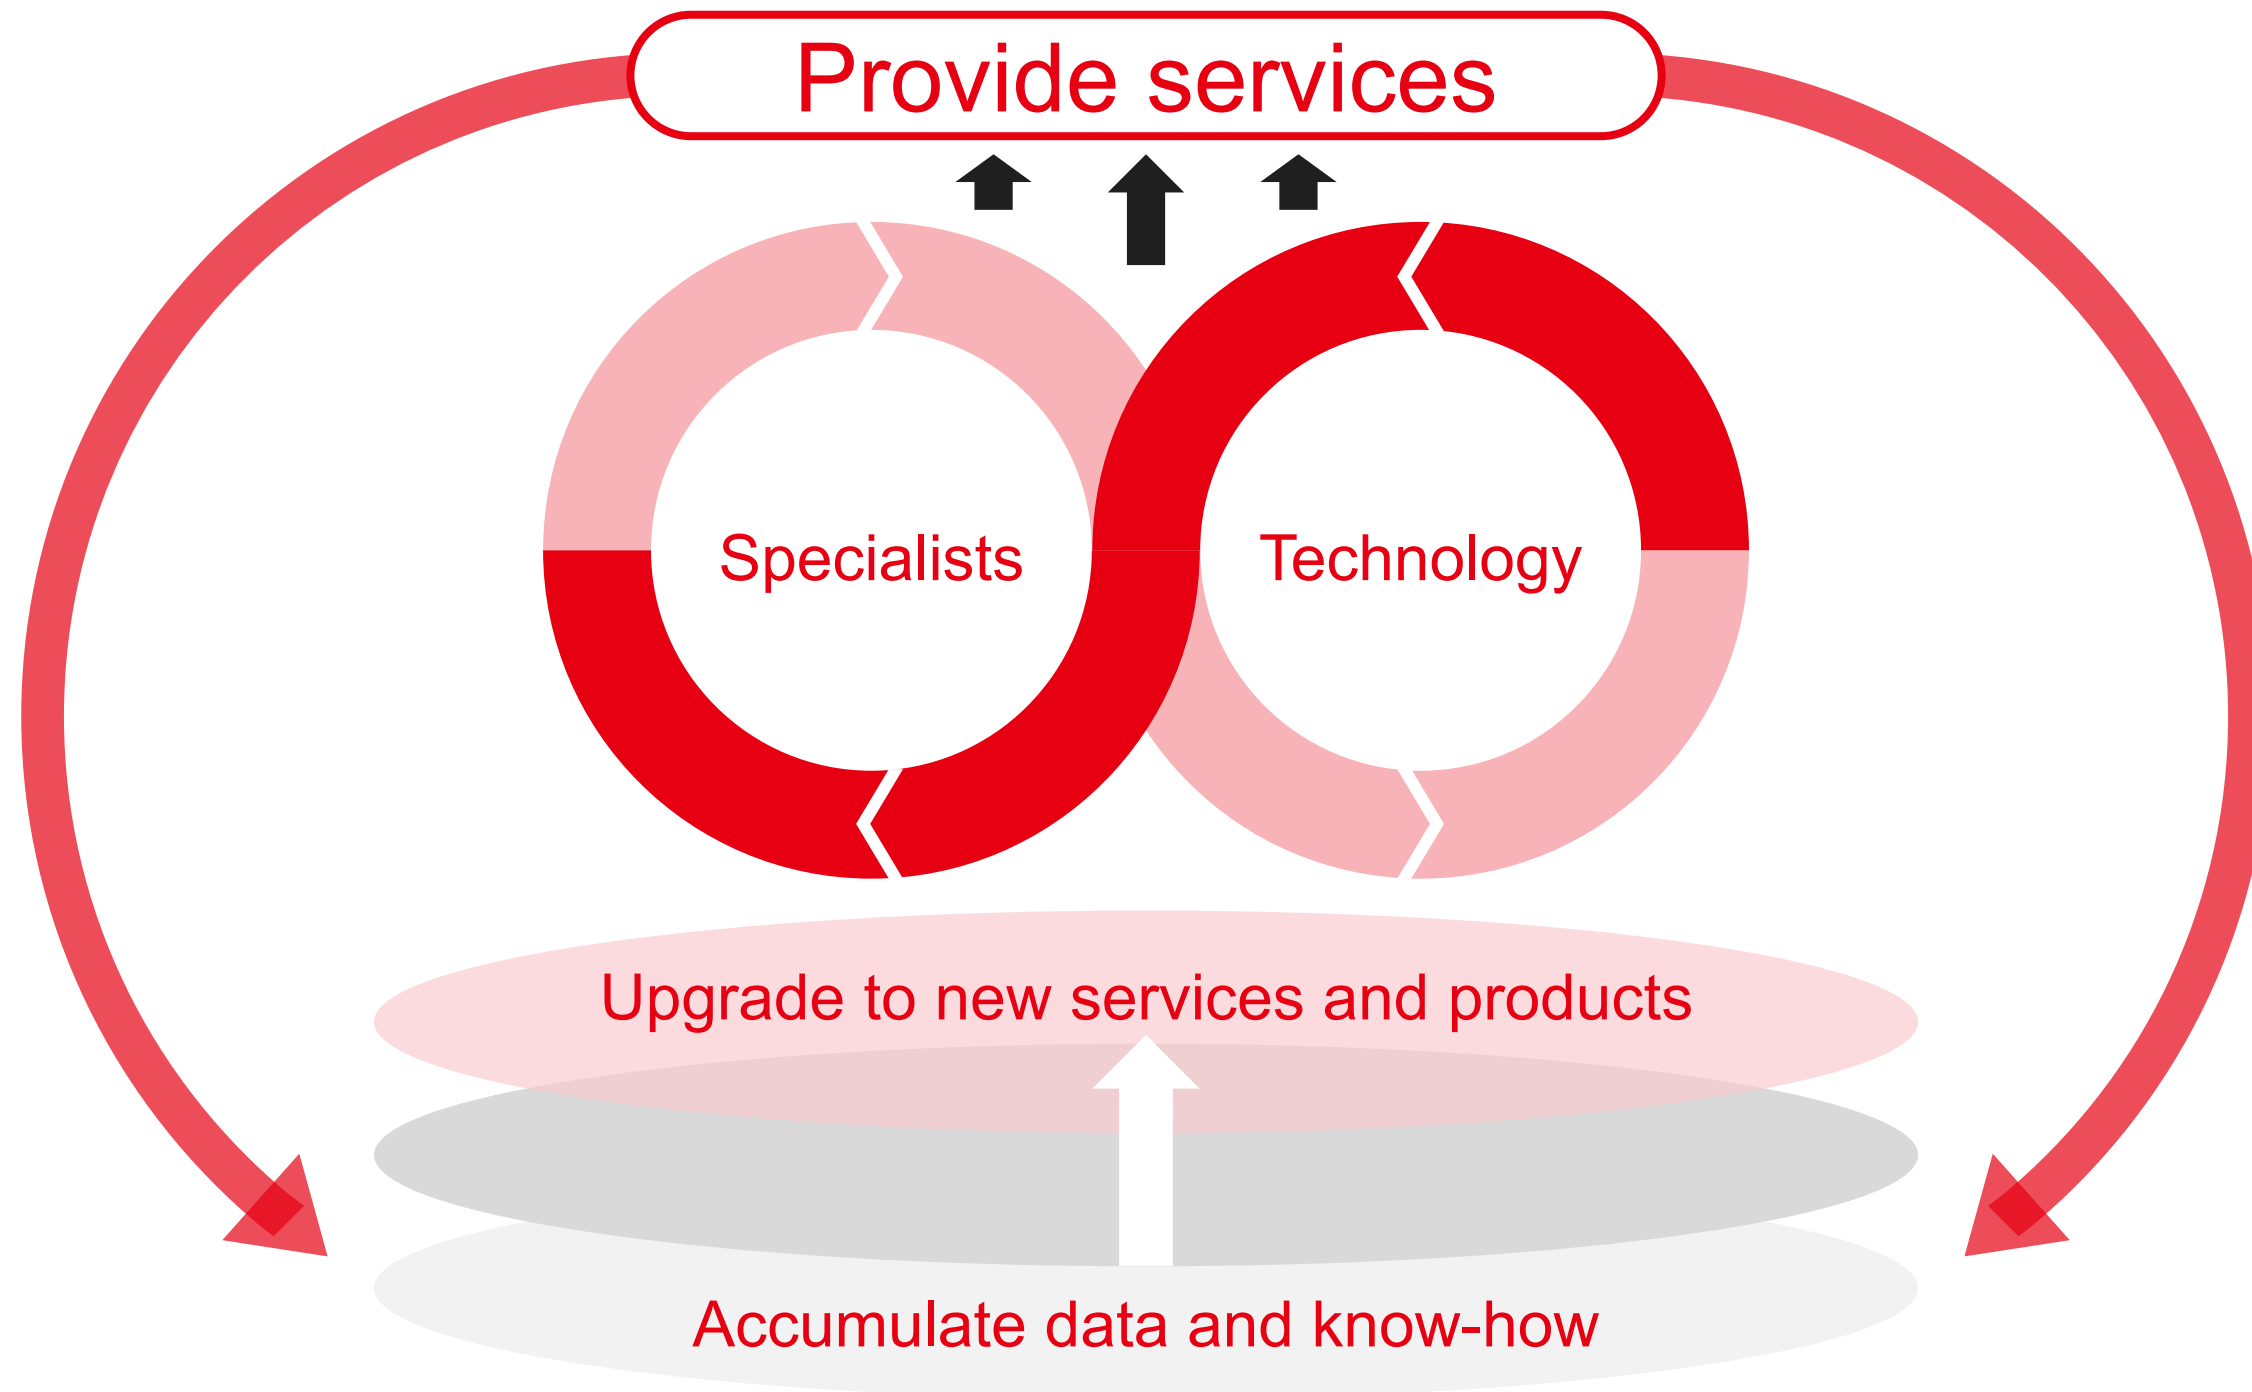 Provide services
Specialists
Technology
Upgrade to new services and products
Accumulate data and know-how